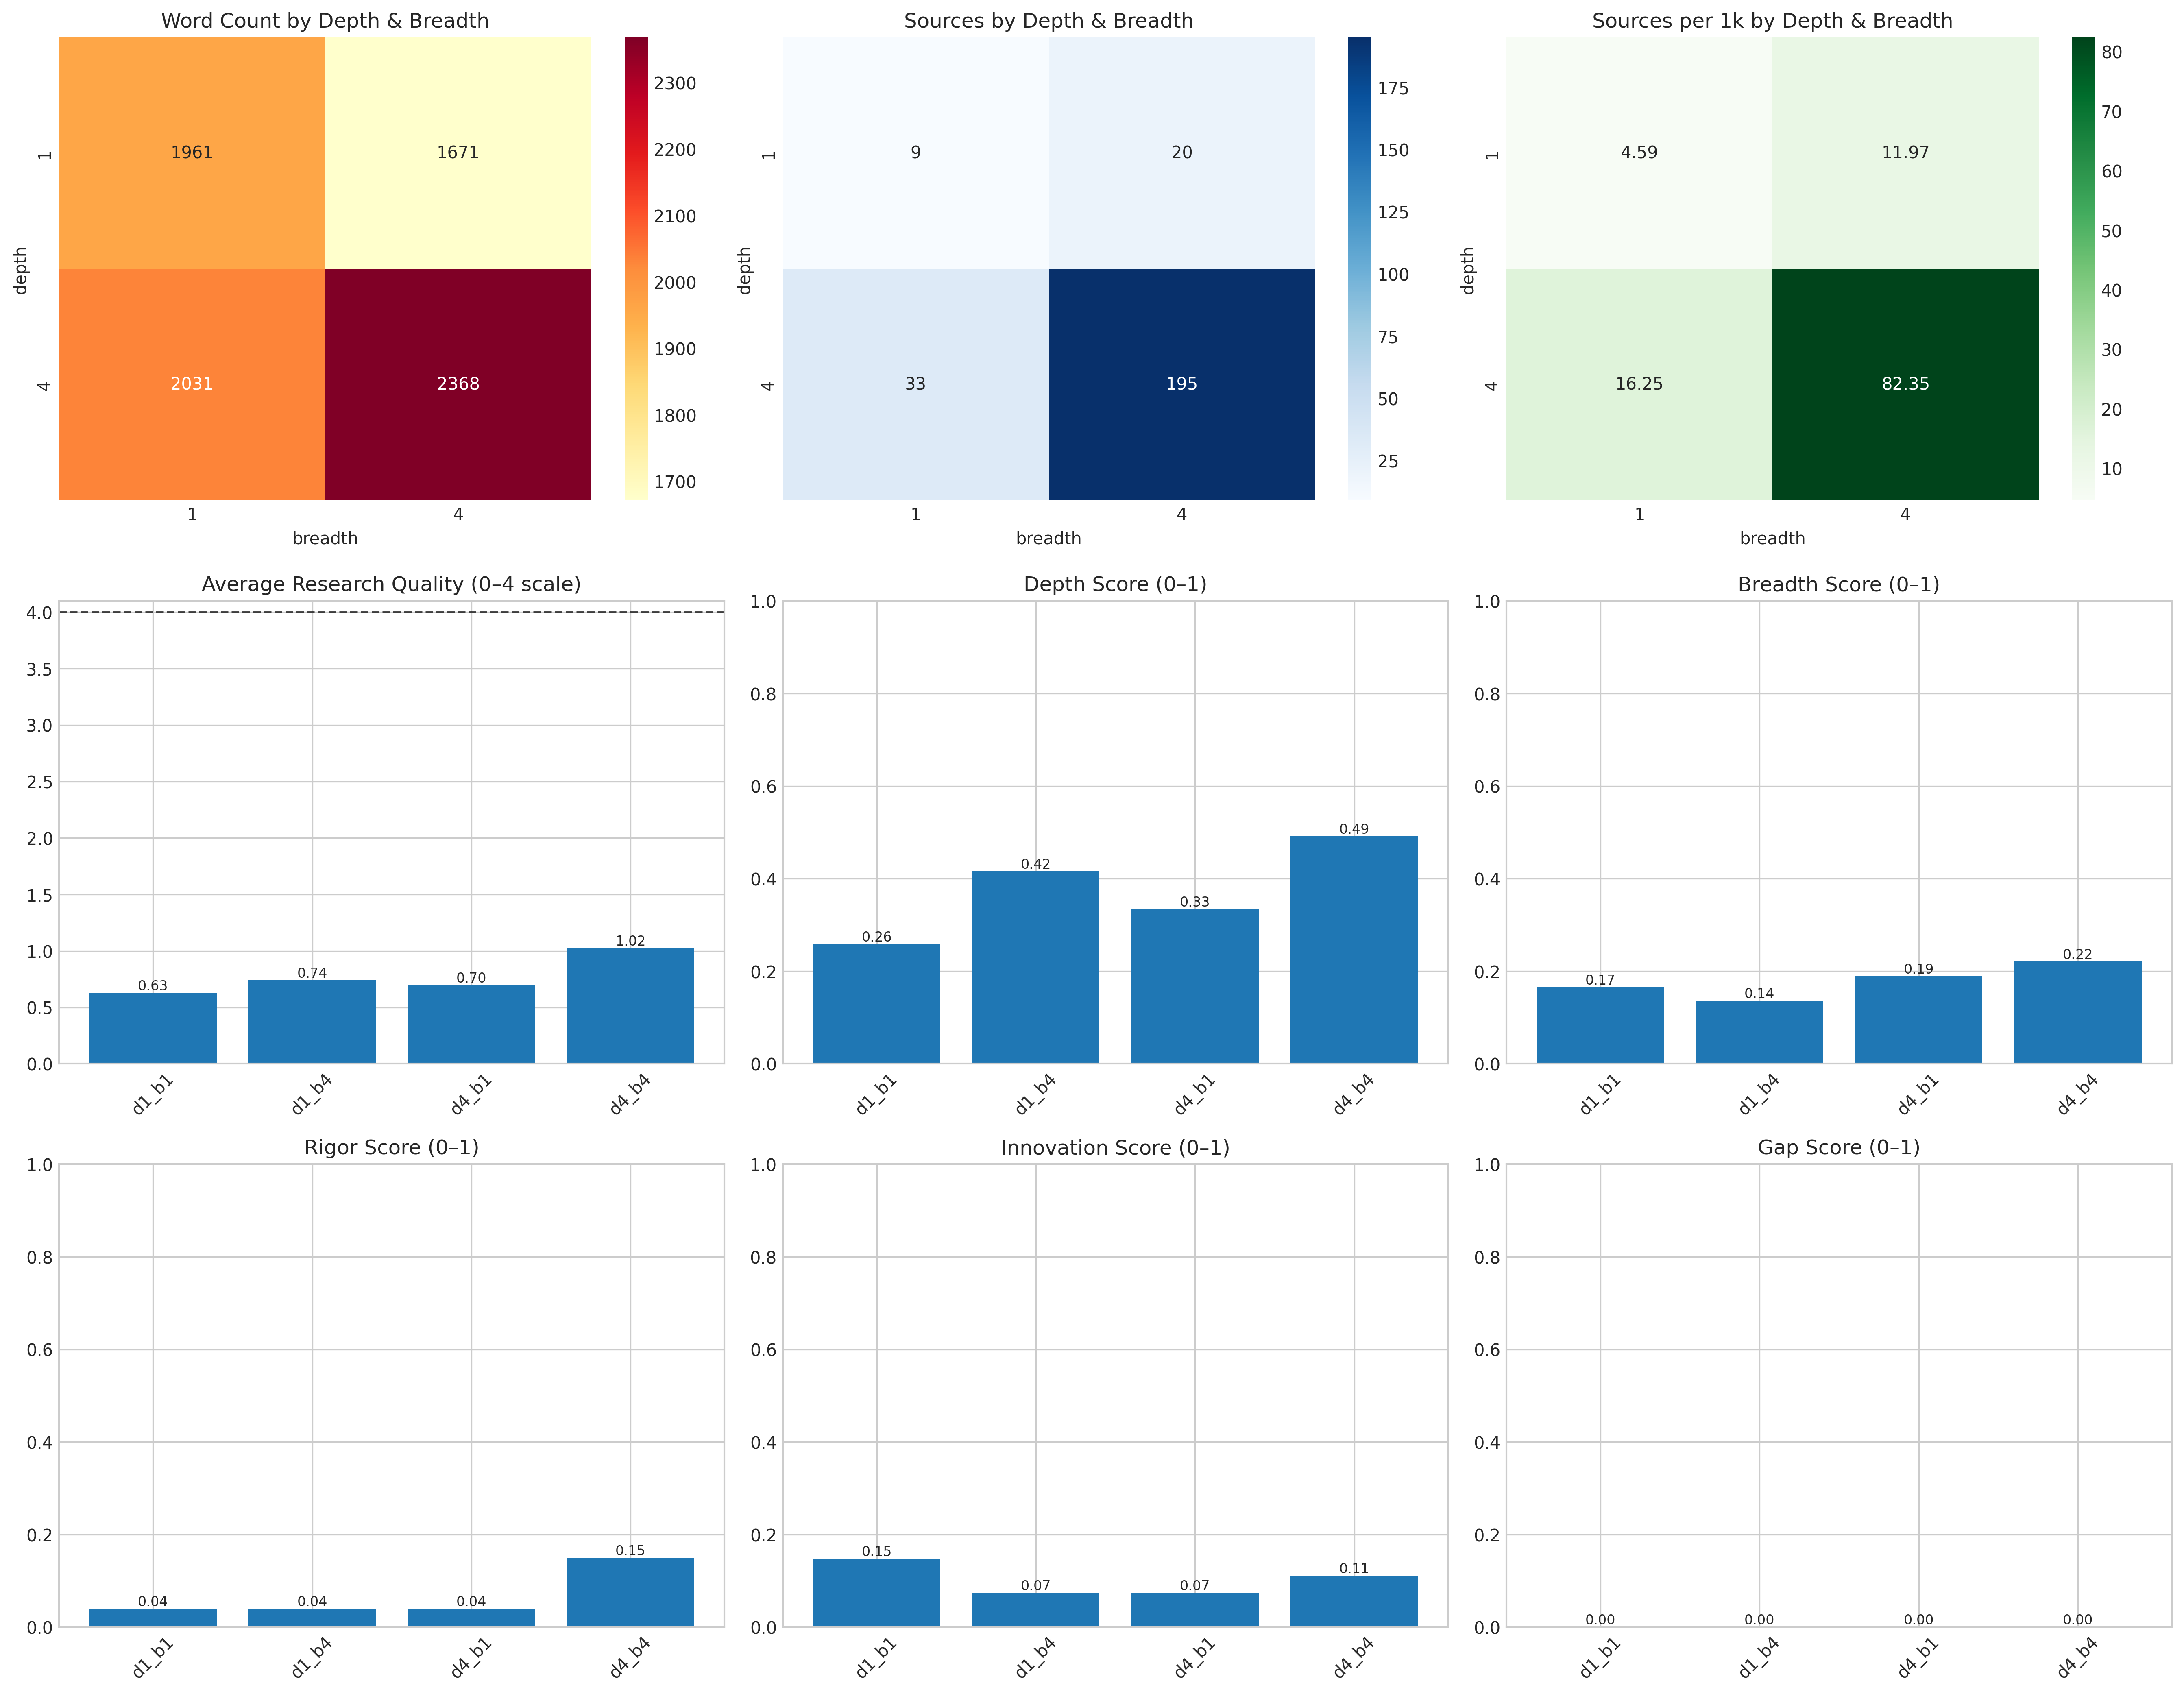 Word Count by Depth & Breadth
1961
1671
2031
2368
1
4
depth
1
4
breadth
2300
2200
2100
2000
1900
1800
1700
Sources by Depth & Breadth
9
20
33
195
1
4
depth
1
4
breadth
175
150
125
100
75
50
25
Sources per 1k by Depth & Breadth
4.59
11.97
16.25
82.35
1
4
depth
1
4
breadth
80
70
60
50
40
30
20
10
Average Research Quality (0–4 scale)
4.0
3.5
3.0
2.5
2.0
1.5
1.0
0.5
0.0
0.63
0.74
0.70
1.02
d1_b1
d1_b4
d4_b1
d4_b4
Depth Score (0–1)
1.0
0.8
0.6
0.4
0.2
0.0
0.26
0.42
0.33
0.49
d1_b1
d1_b4
d4_b1
d4_b4
Breadth Score (0–1)
1.0
0.8
0.6
0.4
0.2
0.0
0.17
0.14
0.19
0.22
d1_b1
d1_b4
d4_b1
d4_b4
Rigor Score (0–1)
1.0
0.8
0.6
0.4
0.2
0.0
0.04
0.04
0.04
0.15
d1_b1
d1_b4
d4_b1
d4_b4
Innovation Score (0–1)
1.0
0.8
0.6
0.4
0.2
0.0
0.15
0.07
0.07
0.11
d1_b1
d1_b4
d4_b1
d4_b4
Gap Score (0–1)
1.0
0.8
0.6
0.4
0.2
0.0
0.00
0.00
0.00
0.00
d1_b1
d1_b4
d4_b1
d4_b4